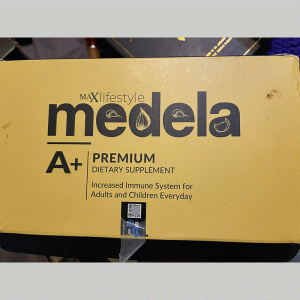 MAXlifestyle
medela
A+
PREMIUM
DIETARY SUPPLEMENT
Increased Immune System for
Adults and Children Everyday